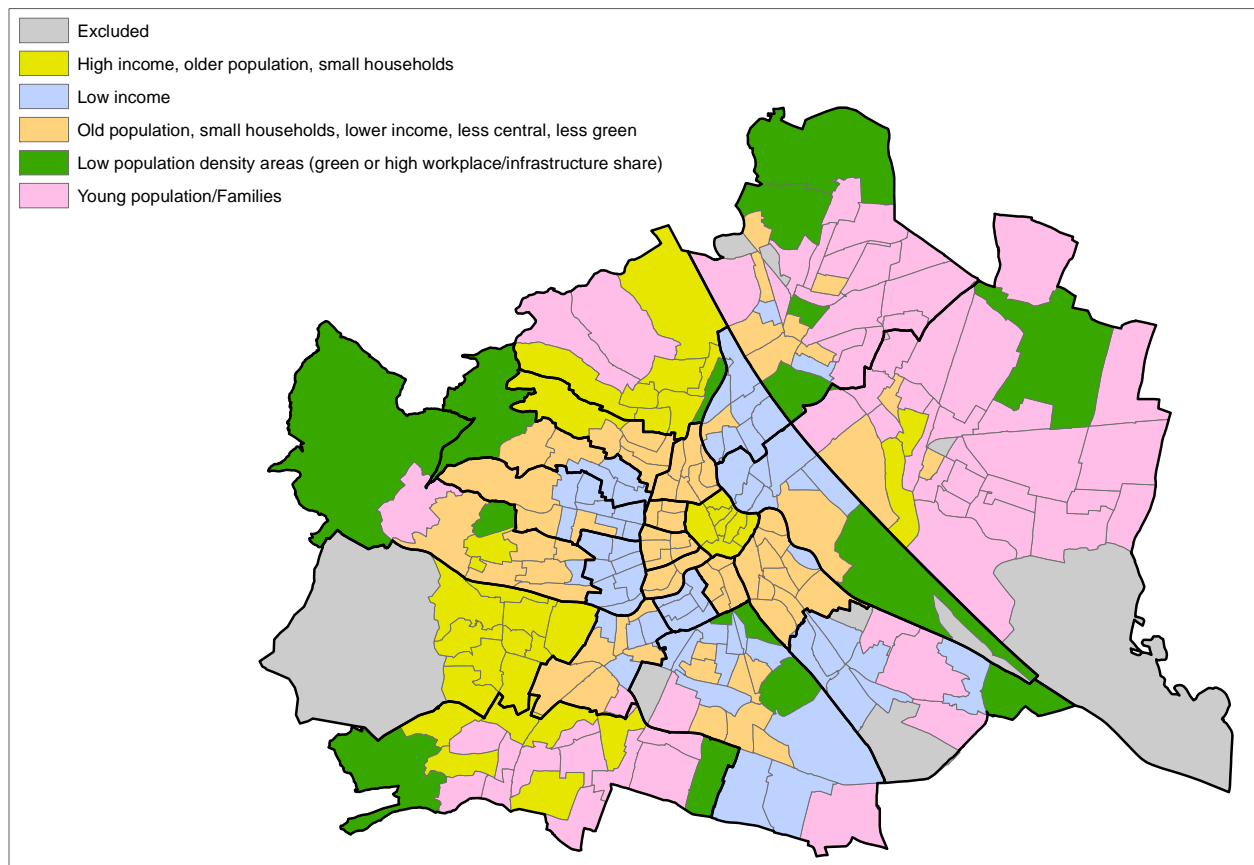 Excluded
High income, older population, small households
Low income
Old population, small households, lower income, less central, less green
Low population density areas (green or high workplace/infrastructure share)
Young population/Families